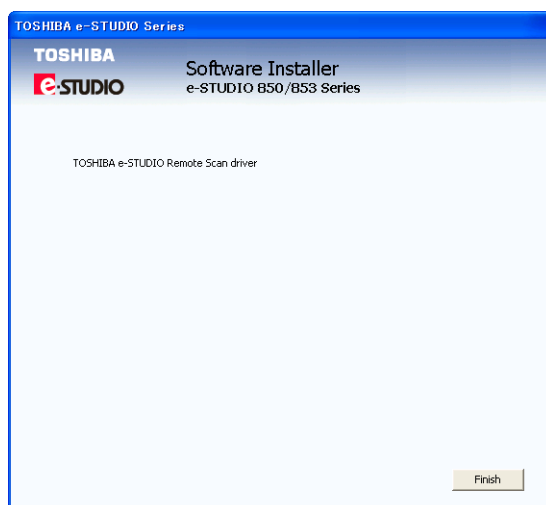 TOSHIBA e-STUDIO Series
TOSHIBA
e-STUDIO
Software Installer
e-STUDIO 850/853 Series
TOSHIBA e-STUDIO Remote Scan driver
Finish